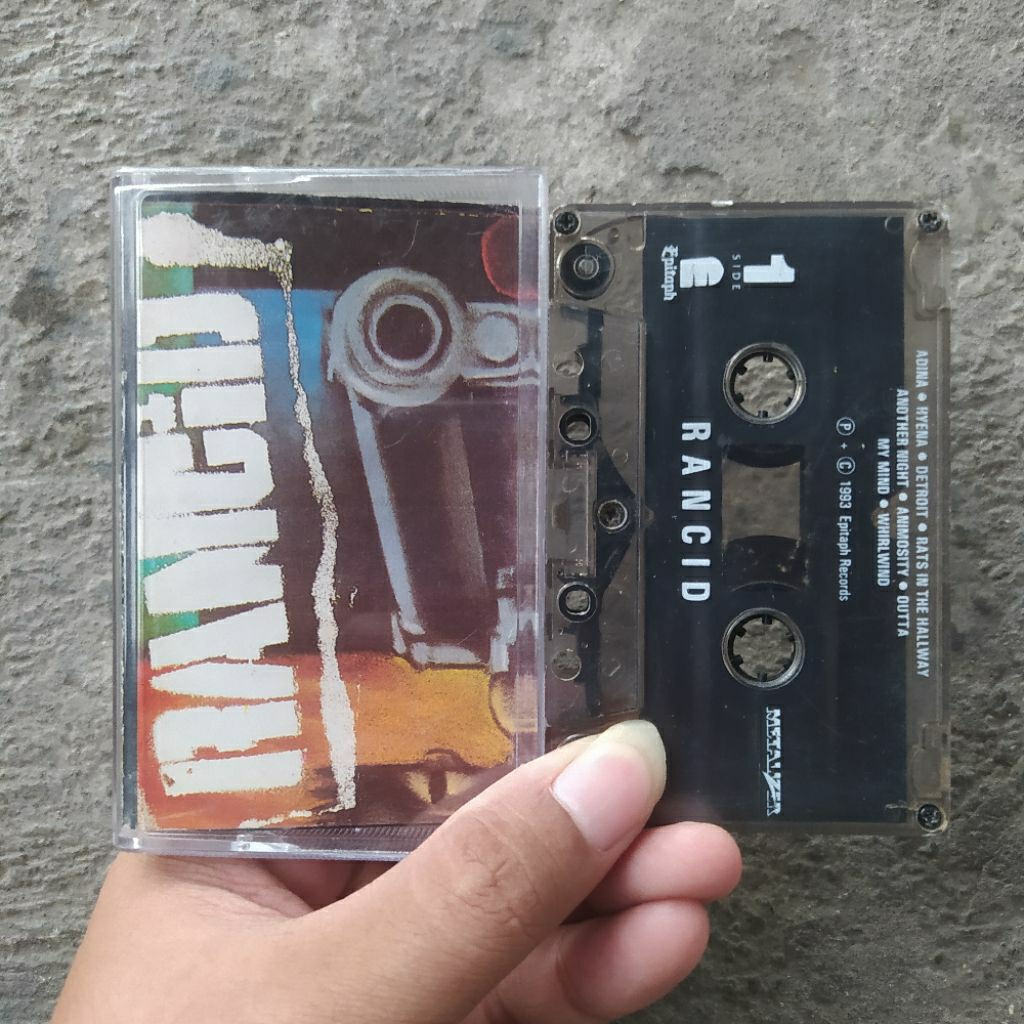 RANCID
1
SIDE
Epitaph
RANCID
METALIZER
ADINA • HYENA • DETROIT • RATS IN THE HALLWAY
ANOTHER NIGHT • ANIMOSITY • OUTTA
MY MIND • WHIRLWIND
Ⓟ + © 1993 Epitaph Records